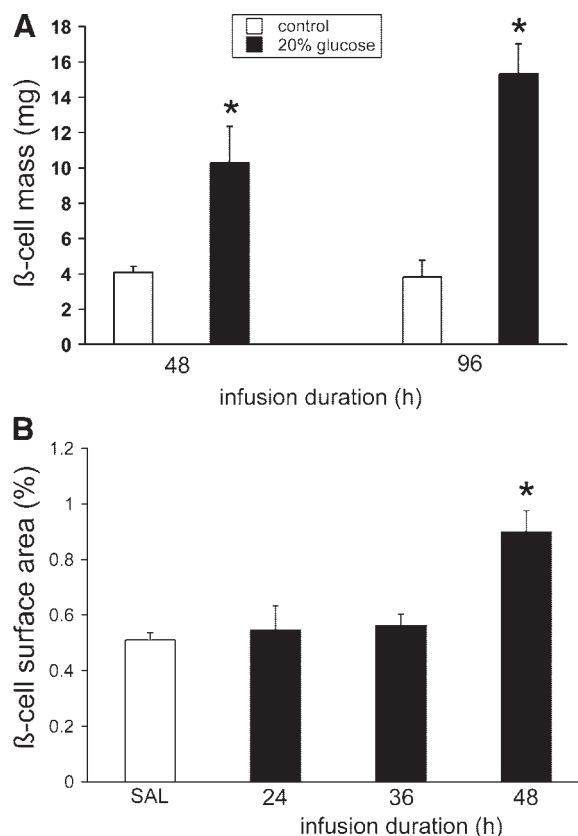 A
control
20% glucose
ß-cell mass (mg)
18
16
14
12
10
8
6
4
2
0
*
*
48
96
infusion duration (h)
B
ß-cell surface area (%)
1.2
1
0.8
0.6
0.4
0.2
0
*
SAL
24
36
48
infusion duration (h)